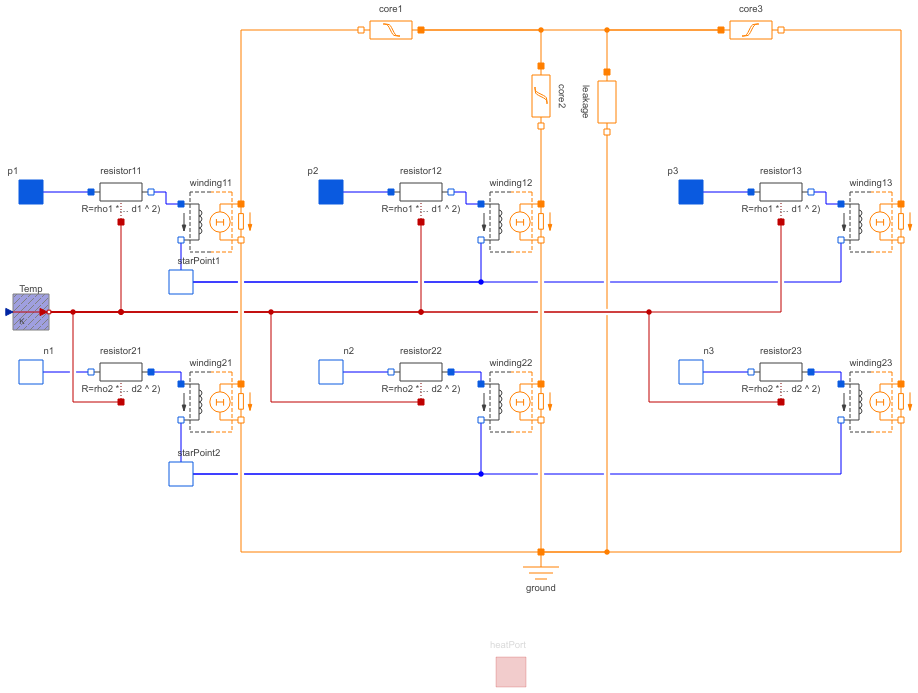 core1
core3
core2
leakage
p1
resistor11
R=rho1 *... d1 ^ 2)
winding11
p2
resistor12
R=rho1 *... d1 ^ 2)
winding12
p3
resistor13
R=rho1 *... d1 ^ 2)
winding13
starPoint1
Temp
K
n1
resistor21
R=rho2 *... d2 ^ 2)
winding21
n2
resistor22
R=rho2 *... d2 ^ 2)
winding22
n3
resistor23
R=rho2 *... d2 ^ 2)
winding23
starPoint2
ground
heatPort